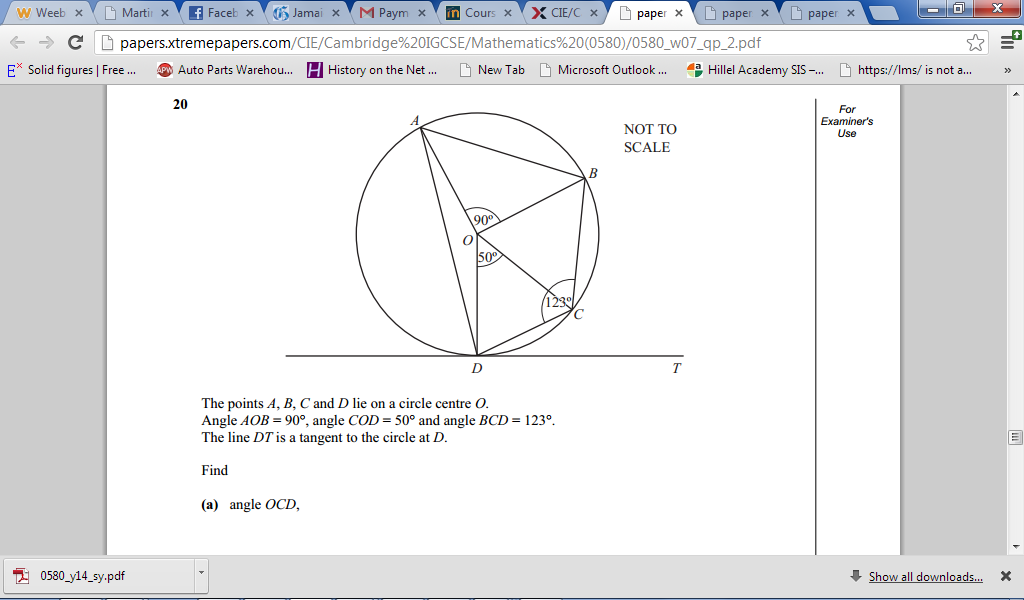 Weeb
Martin
Faceb
Jamai
Paym
Cours
CIE/C
paper
paper
paper
papers.xtremepapers.com/CIE/Cambridge%20IGCSE/Mathematics%20(0580)/0580_w07_qp_2.pdf
Solid figures | Free ...
Auto Parts Warehou...
History on the Net ...
New Tab
Microsoft Outlook ...
Hillel Academy SIS –...
https://lms/ is not a...
»
20
For
Examiner's
Use
NOT TO
SCALE
A
B
90°
O
50°
123°
C
D
T
The points A, B, C and D lie on a circle centre O.
Angle AOB = 90°, angle COD = 50° and angle BCD = 123°.
The line DT is a tangent to the circle at D.
Find
(a) angle OCD,
0580_y14_sy.pdf
Show all downloads...